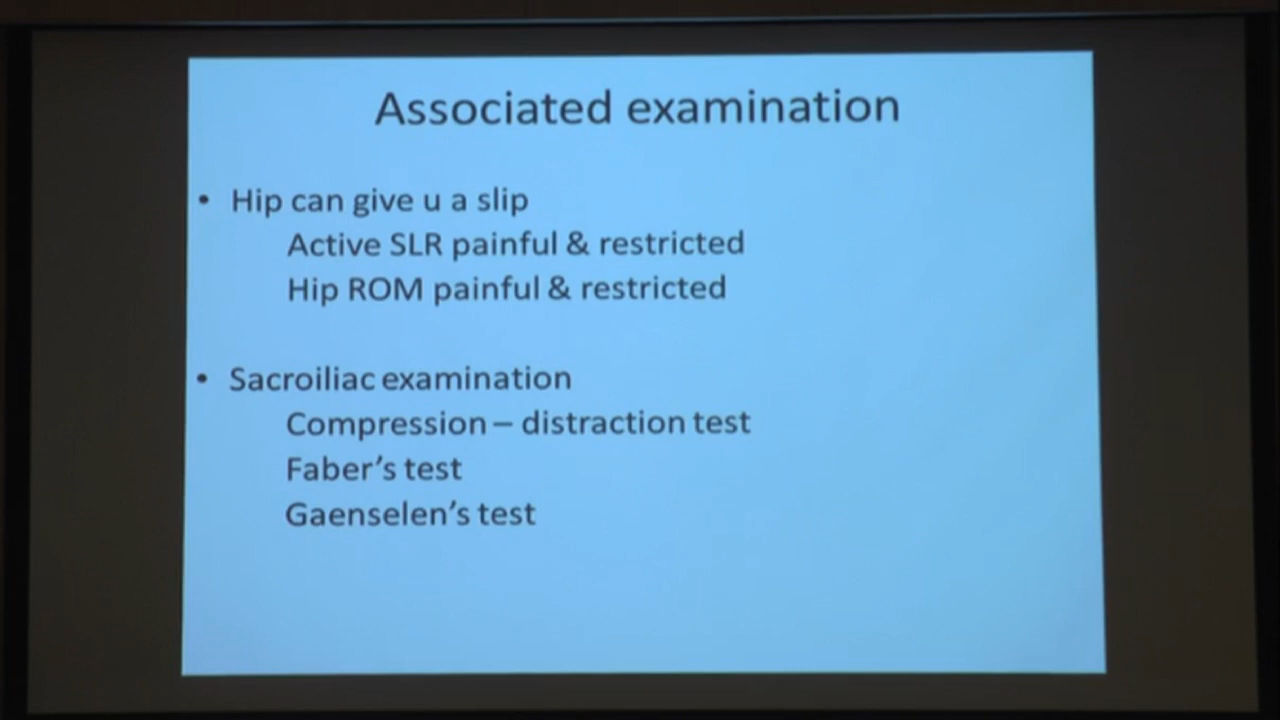 Associated examination
• Hip can give u a slip
Active SLR painful & restricted
Hip ROM painful & restricted
• Sacroiliac examination
Compression – distraction test
Faber’s test
Gaenselen’s test